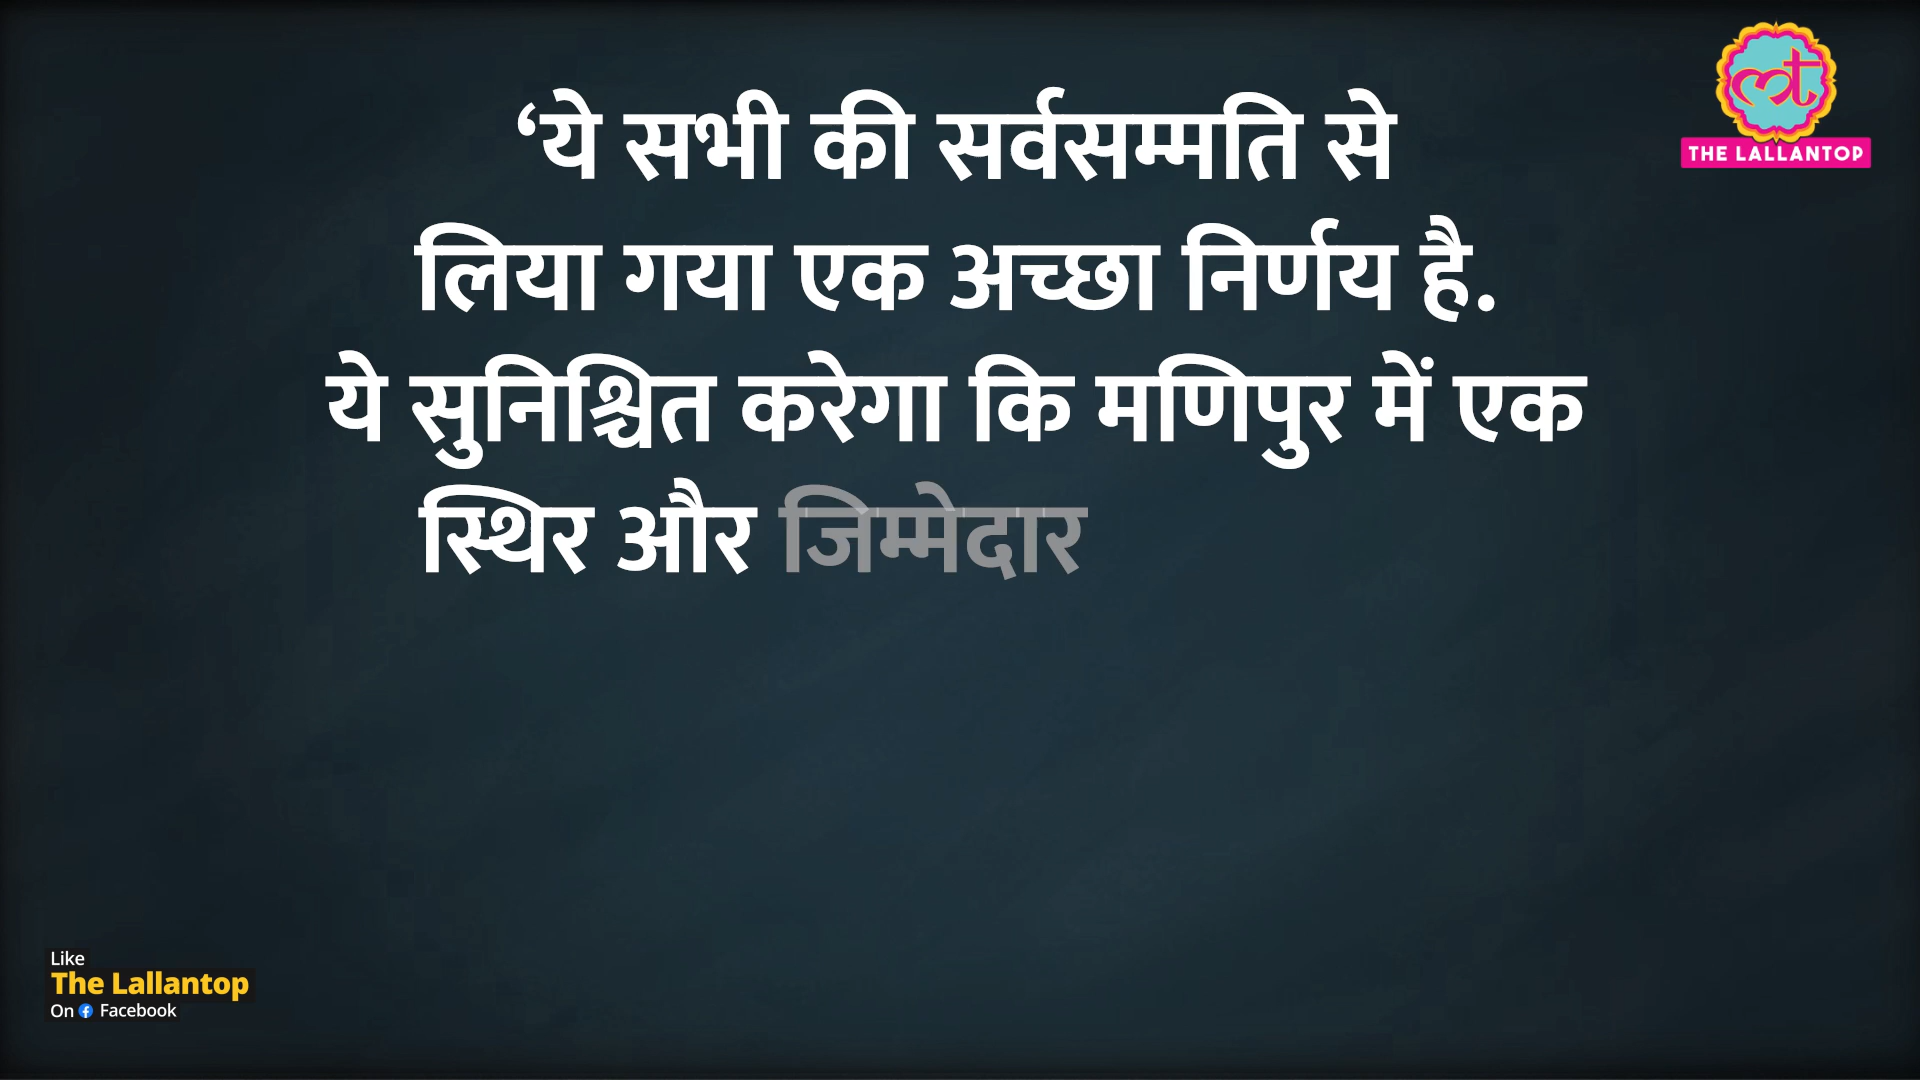 ‘ये सभी की सर्वसम्मति से
लिया गया एक अच्छा निर्णय है.
ये सुनिश्चित करेगा कि मणिपुर में एक
स्थिर और जिम्मेदार
THE LALLANTOP
Like
The Lallantop
On Facebook